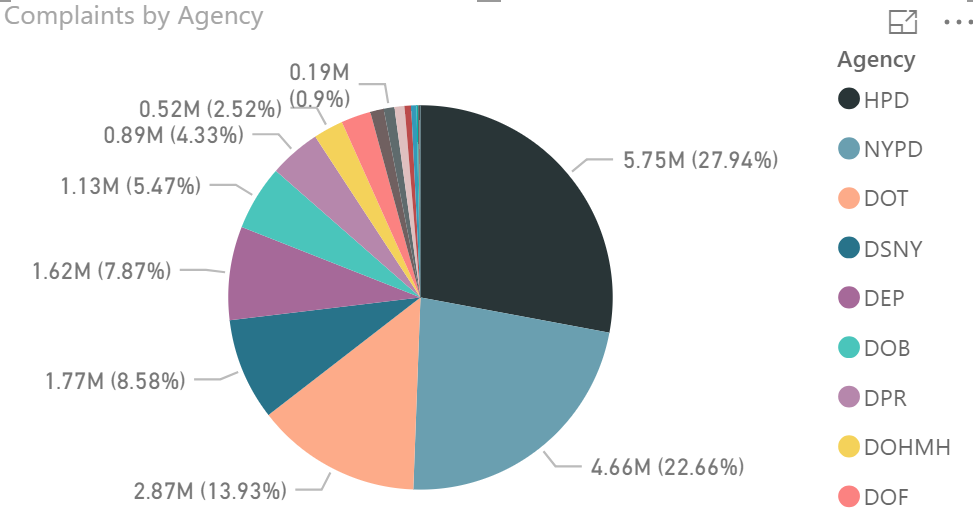 Complaints by Agency
Agency
HPD
NYPD
DOT
DSNY
DEP
DOB
DPR
DOHMH
DOF
0.19M
(0.9%)
0.52M (2.52%)
0.89M (4.33%)
1.13M (5.47%)
1.62M (7.87%)
1.77M (8.58%)
2.87M (13.93%)
4.66M (22.66%)
5.75M (27.94%)